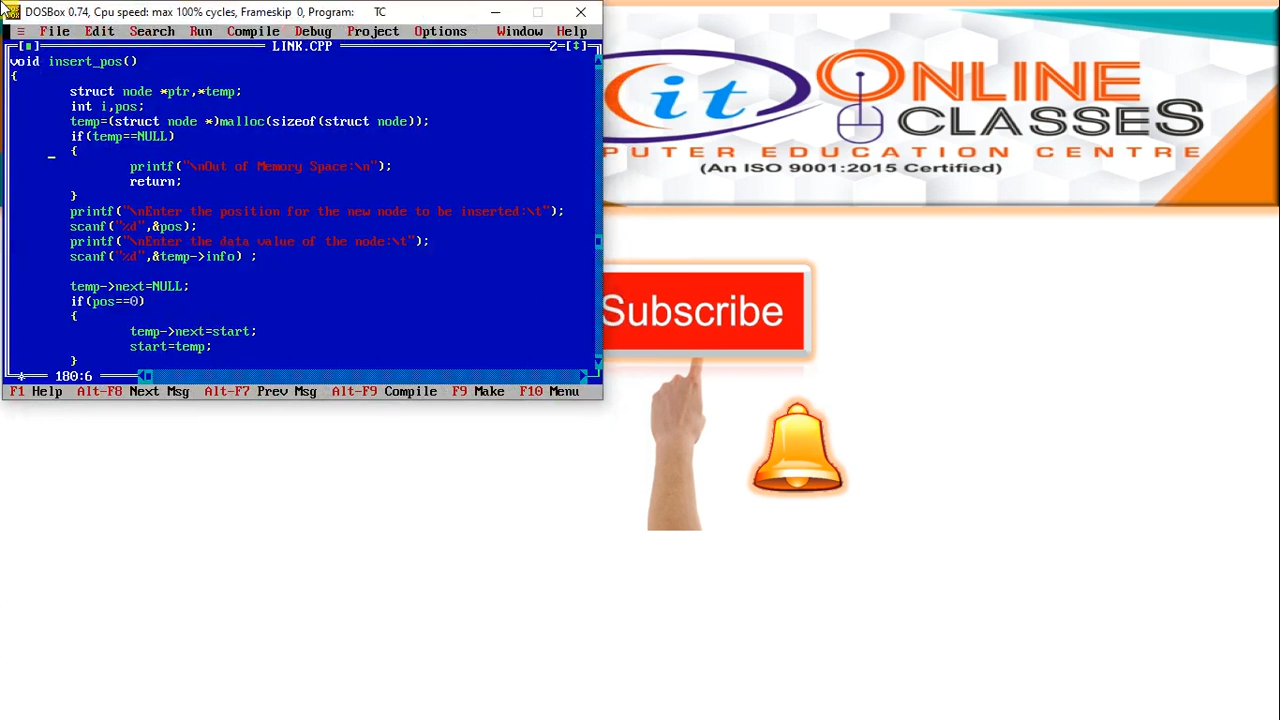 DOSBox 0.74, Cpu speed: max 100% cycles, Frameskip 0, Program: TC
≡ File Edit Search Run Compile Debug Project Options Window Help
[■] LINK.CPP 2=[↕]
void insert_pos()
{
struct node *ptr,*temp;
int i,pos;
temp=(struct node *)malloc(sizeof(struct node));
if(temp==NULL)
{
printf("\nOut of Memory Space:\n");
return;
}
printf("\nEnter the position for the new node to be inserted:\t");
scanf("%d",&pos);
printf("\nEnter the data value of the node:\t");
scanf("%d",&temp->info) ;
temp->next=NULL;
if(pos==0)
{
temp->next=start;
start=temp;
}
* 180:6
F1 Help Alt-F8 Next Msg Alt-F7 Prev Msg Alt-F9 Compile F9 Make F10 Menu
it ONLINE
CLASSES
PUTER EDUCATION CENTRE
(An ISO 9001:2015 Certified)
Subscribe